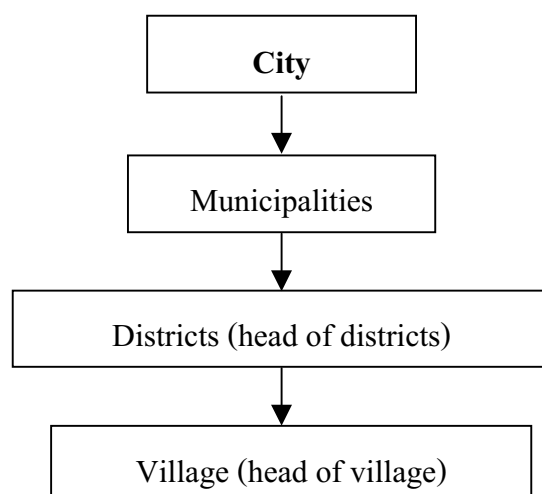 City
Municipalities
Districts (head of districts)
Village (head of village)